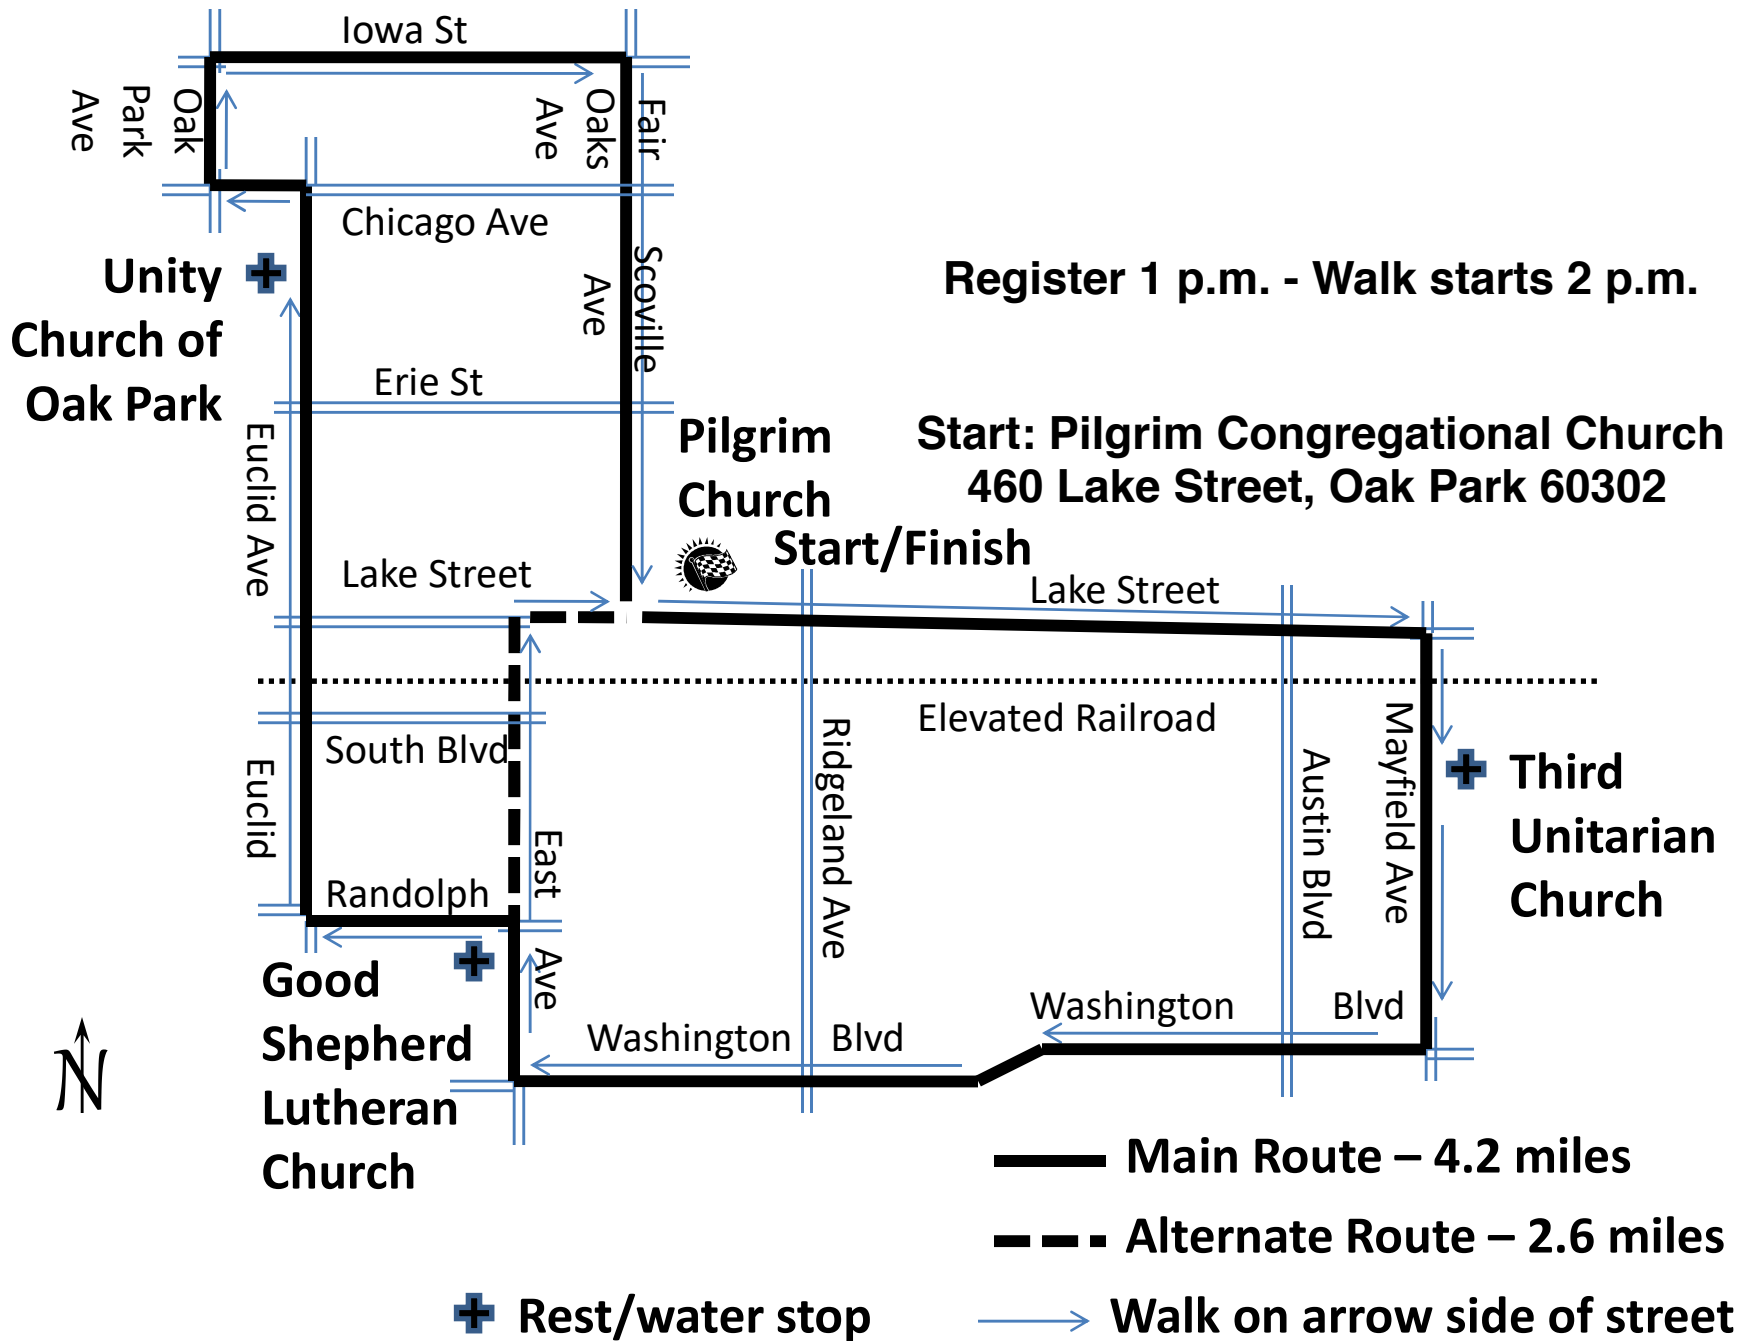 Iowa St
Oak
Park
Ave
Fair
Oaks
Ave
Chicago Ave
Unity
Church of
Oak Park
Scoville
Ave
Register 1 p.m. - Walk starts 2 p.m.
Erie St
Euclid Ave
Pilgrim
Church
Start/Finish
Start: Pilgrim Congregational Church
460 Lake Street, Oak Park 60302
Lake Street
Lake Street
Elevated Railroad
South Blvd
Euclid
Ridgeland Ave
Austin Blvd
Mayfield Ave
Third
Unitarian
Church
Randolph
East
Ave
Good
Shepherd
Lutheran
Church
Washington Blvd
Washington Blvd
N
Main Route – 4.2 miles
Alternate Route – 2.6 miles
Rest/water stop
Walk on arrow side of street